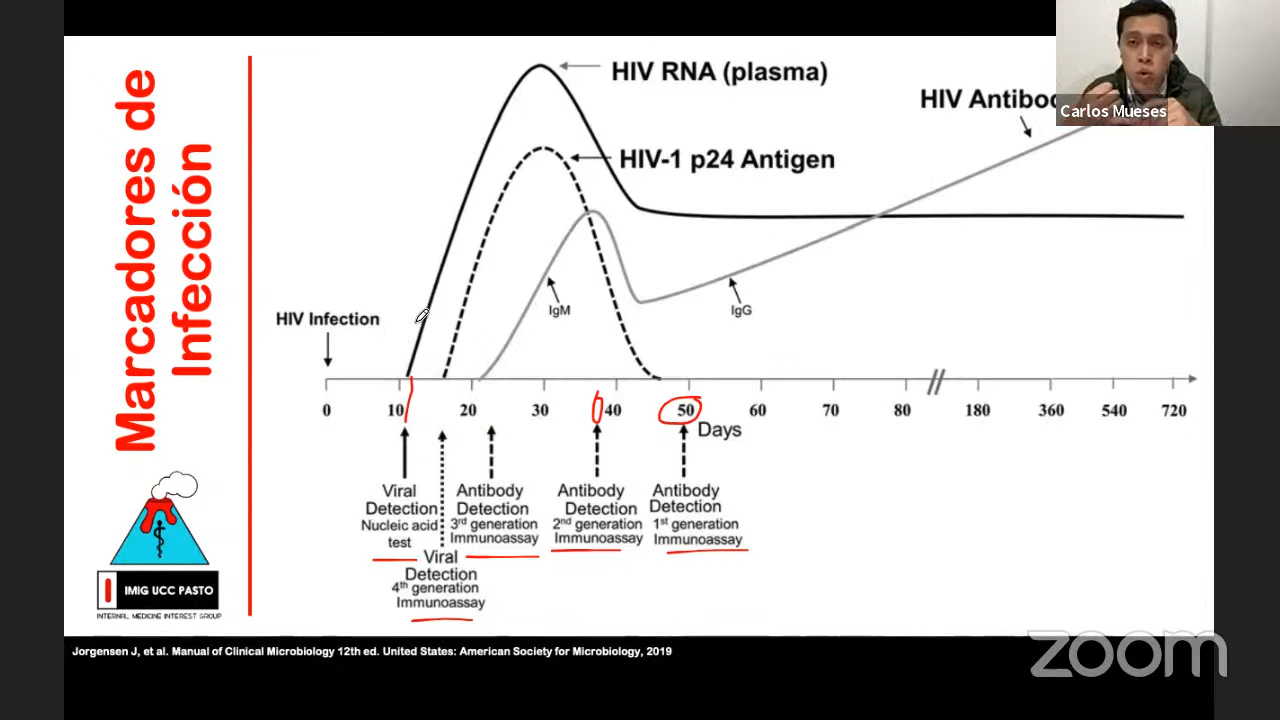 Marcadores de
Infección
HIV RNA (plasma)
HIV Antibo
Carlos Mueses
HIV-1 p24 Antigen
IgM
IgG
HIV Infection
0 10 20 30 40 50 60 70 80 180 360 540 720
Days
Viral
Detection
Nucleic acid
test
Viral
Detection
4th generation
Immunoassay
Antibody
Detection
3rd generation
Immunoassay
Antibody
Detection
2nd generation
Immunoassay
Antibody
Detection
1st generation
Immunoassay
IMIG UCC PASTO
INTERNAL MEDICINE INTEREST GROUP
Jorgensen J, et al. Manual of Clinical Microbiology 12th ed. United States: American Society for Microbiology, 2019
zoom